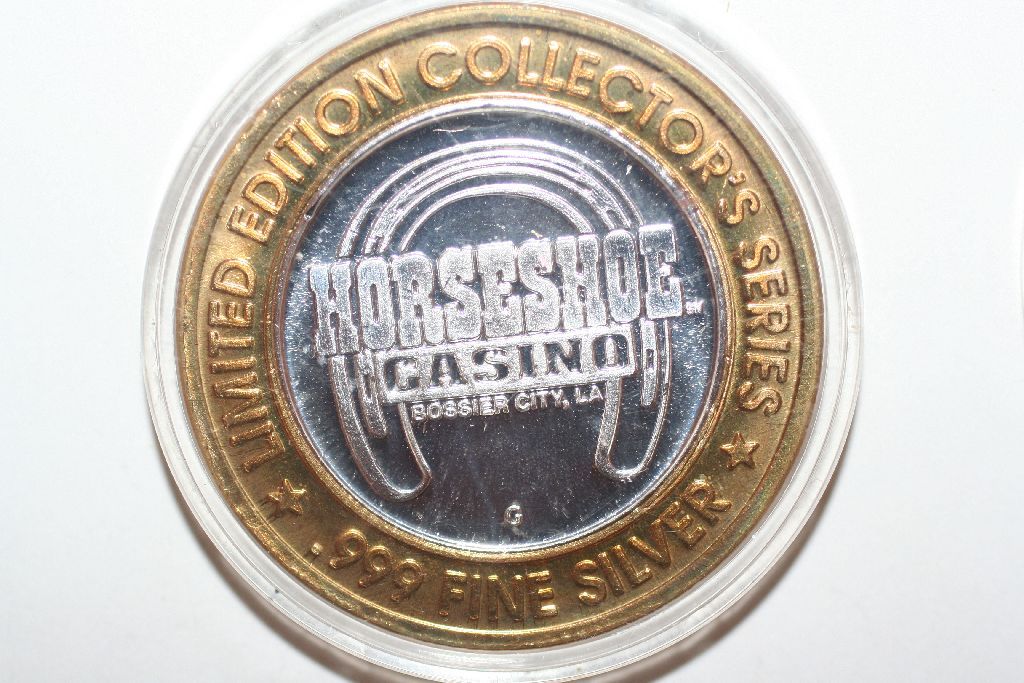 LIMITED EDITION COLLECTOR'S SERIES
HORSESHOE
CASINO
BOSSIER CITY, LA
G
.999 FINE SILVER